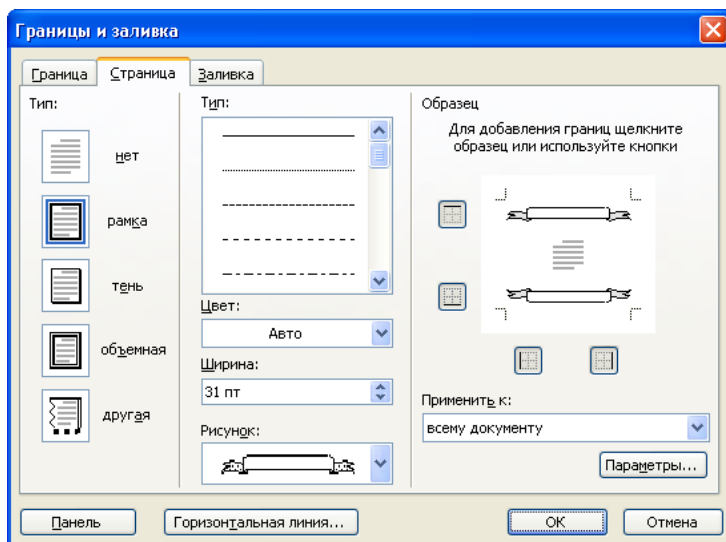 Границы и заливка
Граница
Страница
Заливка
Тип:
нет
рамка
тень
объемная
другая
Тип:
Цвет:
Авто
Ширина:
31 пт
Рисунок:
Образец
Для добавления границ щелкните
образец или используйте кнопки
Применить к:
всему документу
Параметры...
Панель
Горизонтальная линия...
ОК
Отмена